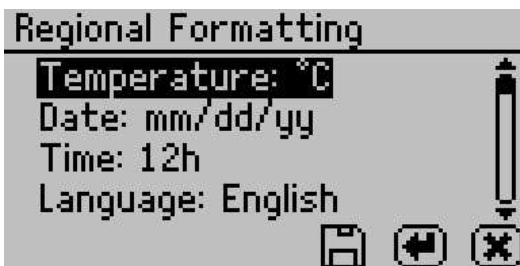 Regional Formatting
Temperature: °C
Date: mm/dd/yy
Time: 12h
Language: English